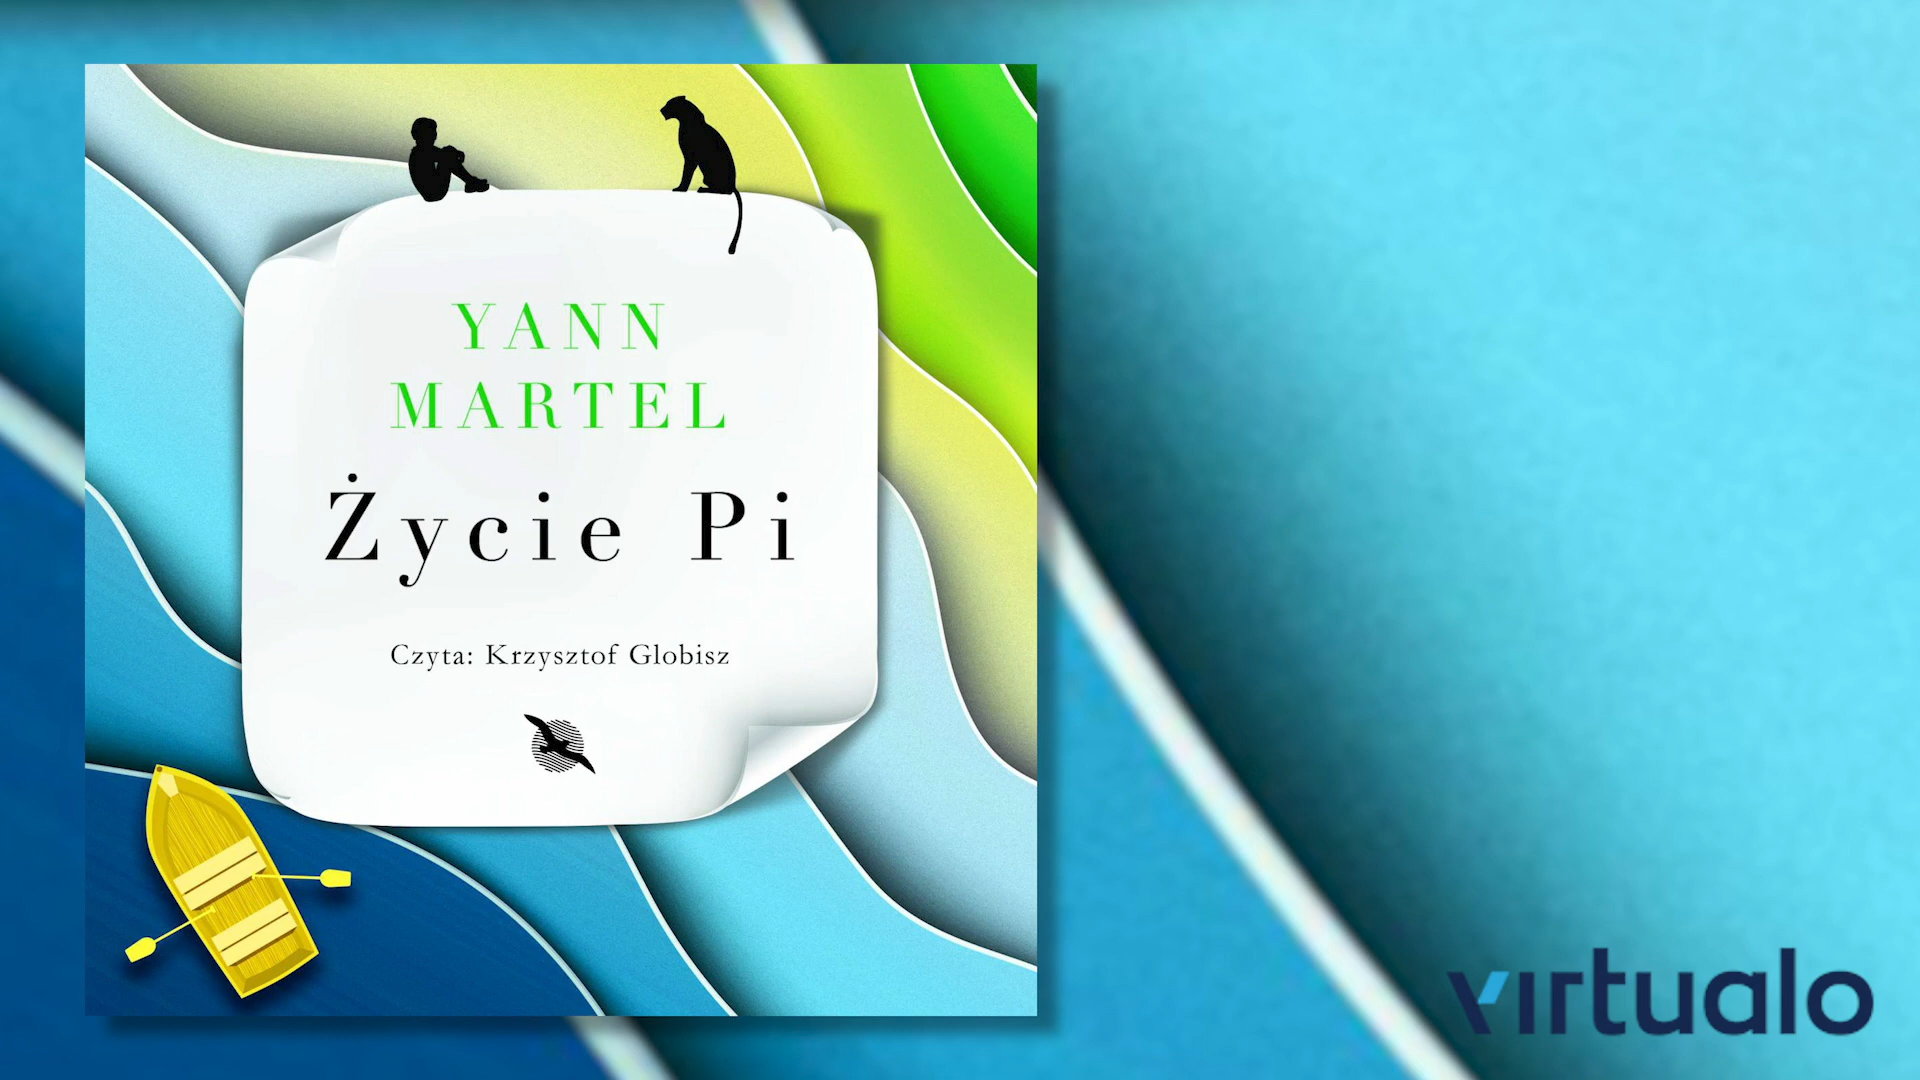 YANN
MARTEL
Życie Pi
Czyta: Krzysztof Globisz
virtualo